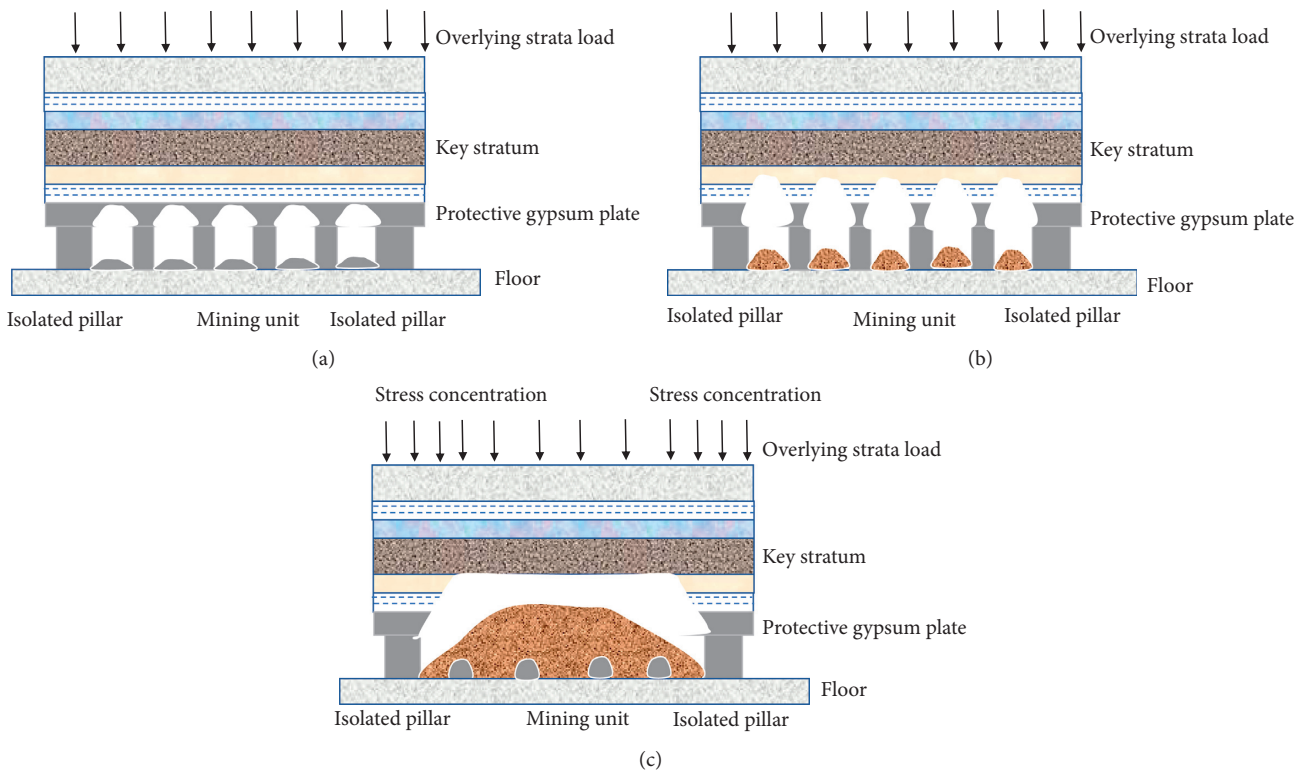 Overlying strata load
Key stratum
Protective gypsum plate
Floor
Isolated pillar
Mining unit
Isolated pillar
(a)
Overlying strata load
Key stratum
Protective gypsum plate
Floor
Isolated pillar
Mining unit
Isolated pillar
(b)
Stress concentration
Stress concentration
Overlying strata load
Key stratum
Protective gypsum plate
Floor
Isolated pillar
Mining unit
Isolated pillar
(c)